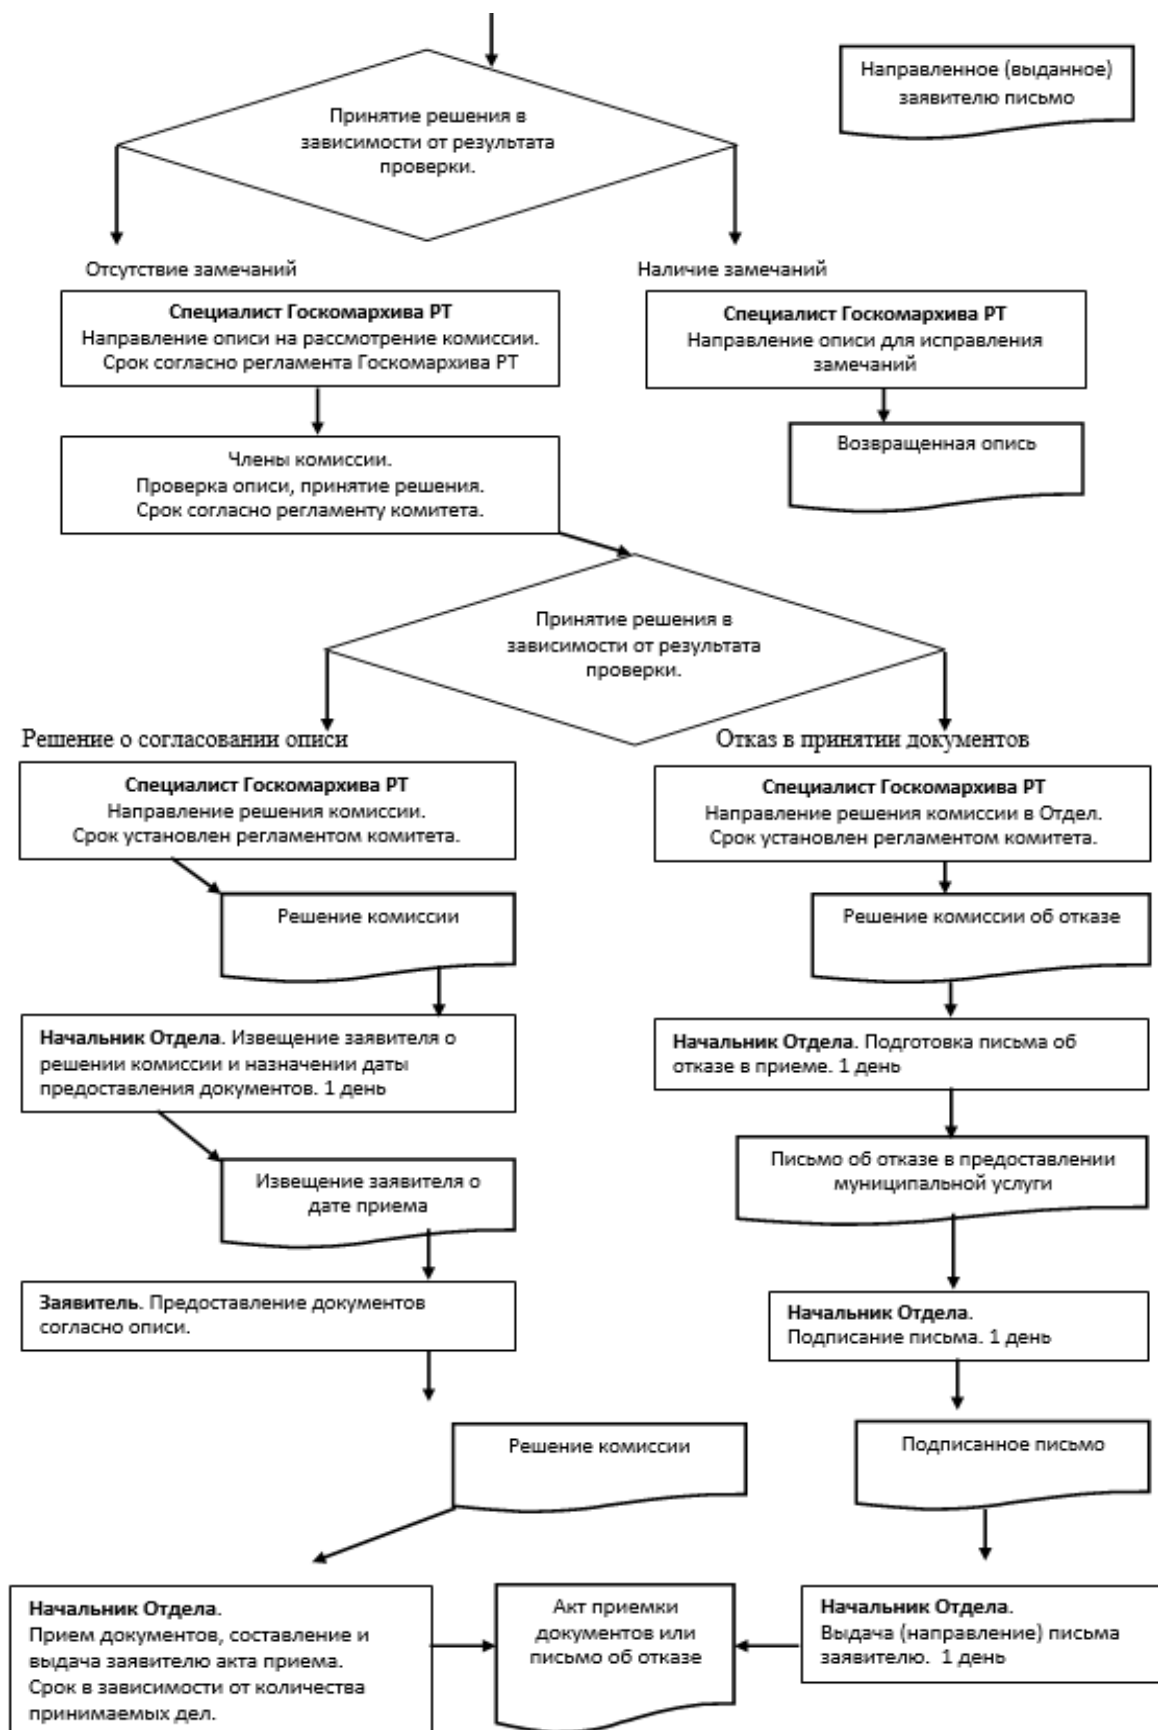 Направленное (выданное)
заявителю письмо
Принятие решения в
зависимости от результата
проверки.
Отсутствие замечаний
Наличие замечаний
Специалист Госкомархива РТ
Направление описи на рассмотрение комиссии.
Срок согласно регламента Госкомархива РТ
Специалист Госкомархива РТ
Направление описи для исправления
замечаний
Члены комиссии.
Проверка описи, принятие решения.
Срок согласно регламенту комитета.
Возвращенная опись
Принятие решения в
зависимости от результата
проверки.
Решение о согласовании описи
Отказ в принятии документов
Специалист Госкомархива РТ
Направление решения комиссии.
Срок установлен регламентом комитета.
Специалист Госкомархива РТ
Направление решения комиссии в Отдел.
Срок установлен регламентом комитета.
Решение комиссии
Решение комиссии об отказе
Начальник Отдела. Извещение заявителя о
решении комиссии и назначении даты
предоставления документов. 1 день
Начальник Отдела. Подготовка письма об
отказе в приеме. 1 день
Извещение заявителя о
дате приема
Письмо об отказе в предоставлении
муниципальной услуги
Заявитель. Предоставление документов
согласно описи.
Начальник Отдела.
Подписание письма. 1 день
Решение комиссии
Подписанное письмо
Начальник Отдела.
Прием документов, составление и
выдача заявителю акта приема.
Срок в зависимости от количества
принимаемых дел.
Акт приемки
документов или
письмо об отказе
Начальник Отдела.
Выдача (направление) письма
заявителю. 1 день